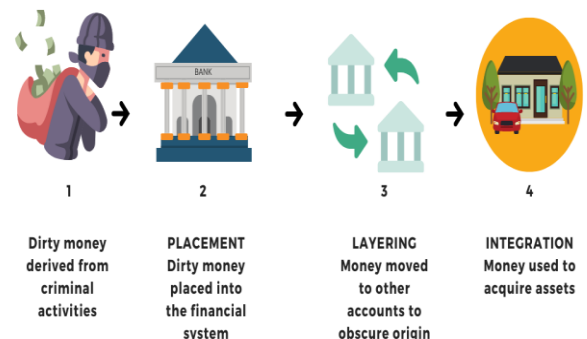 BANK
1
Dirty money
derived from
criminal
activities
2
PLACEMENT
Dirty money
placed into
the financial
system
3
LAYERING
Money moved
to other
accounts to
obscure origin
4
INTEGRATION
Money used to
acquire assets